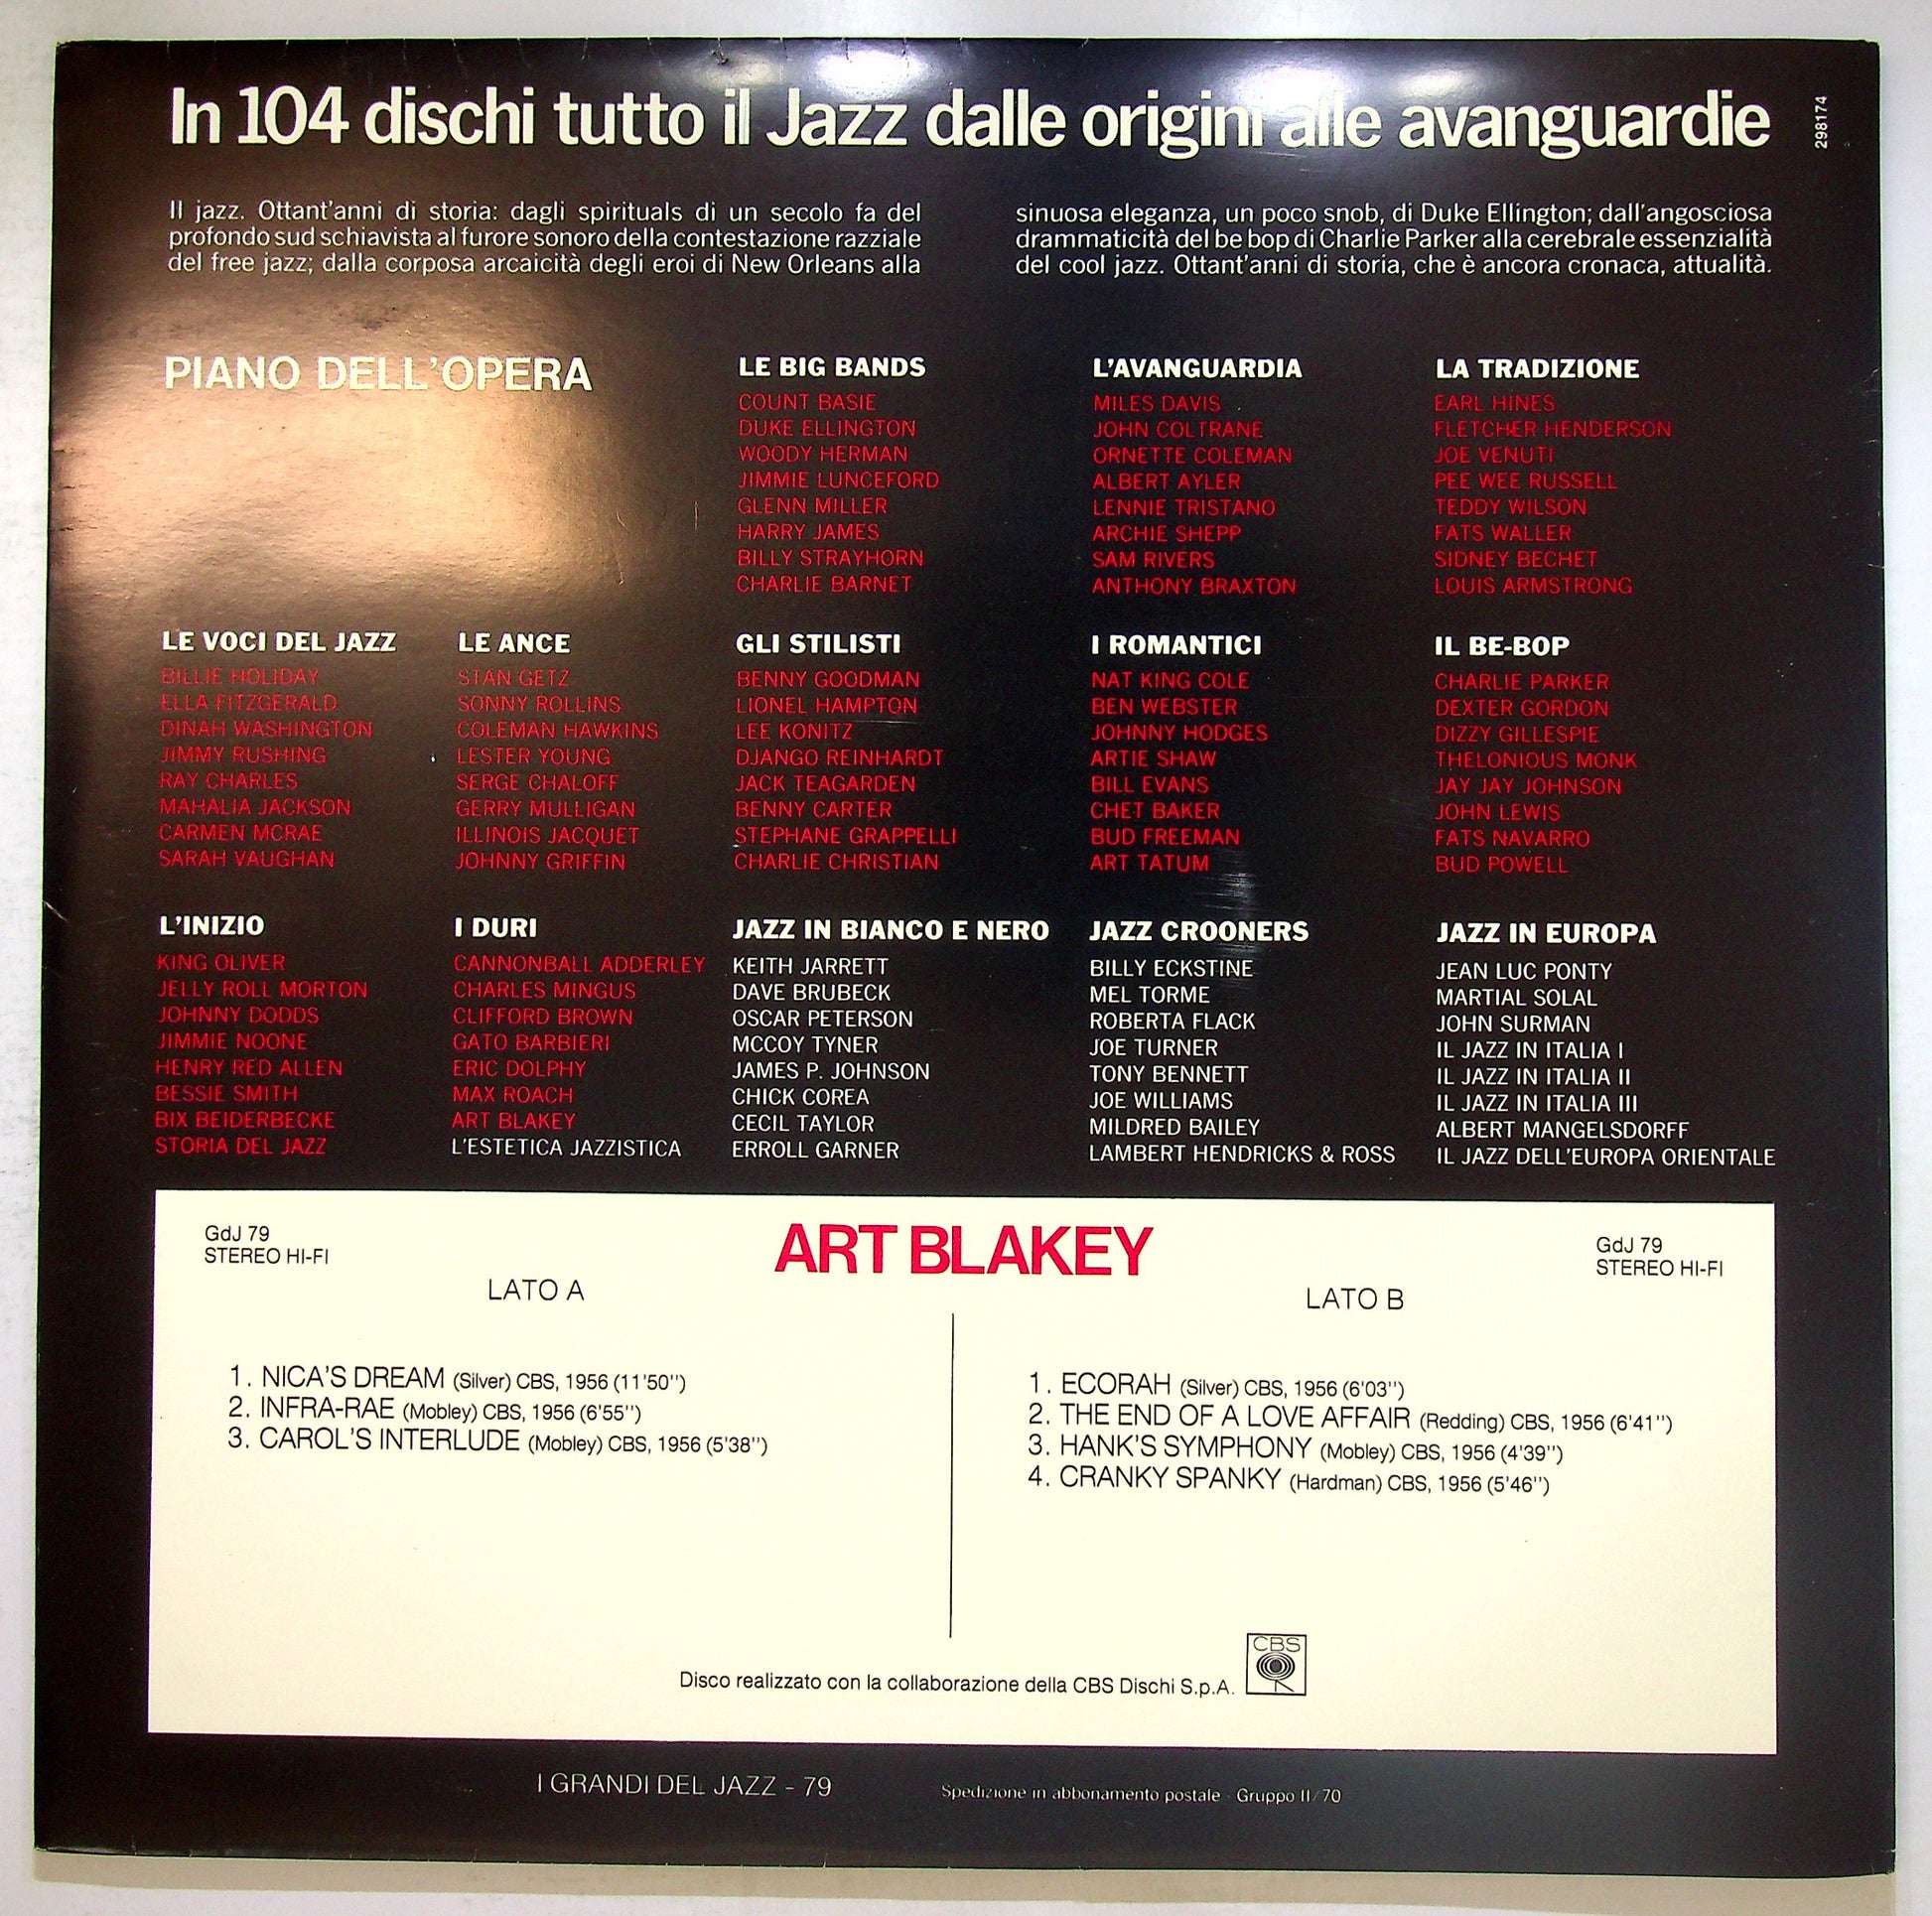 In 104 dischi tutto il Jazz dalle origini alle avanguardie
298174
Il jazz. Ottant'anni di storia: dagli spirituals di un secolo fa del
profondo sud schiavista al furore sonoro della contestazione razziale
del free jazz; dalla corposa arcaicità degli eroi di New Orleans alla
sinuosa eleganza, un poco snob, di Duke Ellington; dall'angosciosa
drammaticità del be bop di Charlie Parker alla cerebrale essenzialità
del cool jazz. Ottant'anni di storia, che è ancora cronaca, attualità.
PIANO DELL'OPERA
LE BIG BANDS
COUNT BASIE
DUKE ELLINGTON
WOODY HERMAN
JIMMIE LUNCEFORD
GLENN MILLER
HARRY JAMES
BILLY STRAYHORN
CHARLIE BARNET
L'AVANGUARDIA
MILES DAVIS
JOHN COLTRANE
ORNETTE COLEMAN
ALBERT AYLER
LENNIE TRISTANO
ARCHIE SHEPP
SAM RIVERS
ANTHONY BRAXTON
LA TRADIZIONE
EARL HINES
FLETCHER HENDERSON
JOE VENUTI
PEE WEE RUSSELL
TEDDY WILSON
FATS WALLER
SIDNEY BECHET
LOUIS ARMSTRONG
LE VOCI DEL JAZZ
BILLIE HOLIDAY
ELLA FITZGERALD
DINAH WASHINGTON
JIMMY RUSHING
RAY CHARLES
MAHALIA JACKSON
CARMEN MCRAE
SARAH VAUGHAN
LE ANCE
STAN GETZ
SONNY ROLLINS
COLEMAN HAWKINS
LESTER YOUNG
SERGE CHALOFF
GERRY MULLIGAN
ILLINOIS JACQUET
JOHNNY GRIFFIN
GLI STILISTI
BENNY GOODMAN
LIONEL HAMPTON
LEE KONITZ
DJANGO REINHARDT
JACK TEAGARDEN
BENNY CARTER
STEPHANE GRAPPELLI
CHARLIE CHRISTIAN
I ROMANTICI
NAT KING COLE
BEN WEBSTER
JOHNNY HODGES
ARTIE SHAW
BILL EVANS
CHET BAKER
BUD FREEMAN
ART TATUM
IL BE-BOP
CHARLIE PARKER
DEXTER GORDON
DIZZY GILLESPIE
THELONIOUS MONK
JAY JAY JOHNSON
JOHN LEWIS
FATS NAVARRO
BUD POWELL
L'INIZIO
KING OLIVER
JELLY ROLL MORTON
JOHNNY DODDS
JIMMIE NOONE
HENRY RED ALLEN
BESSIE SMITH
BIX BEIDERBECKE
STORIA DEL JAZZ
I DURI
CANNONBALL ADDERLEY
CHARLES MINGUS
CLIFFORD BROWN
GATO BARBIERI
ERIC DOLPHY
MAX ROACH
ART BLAKEY
L'ESTETICA JAZZISTICA
JAZZ IN BIANCO E NERO
KEITH JARRETT
DAVE BRUBECK
OSCAR PETERSON
MCCOY TYNER
JAMES P. JOHNSON
CHICK COREA
CECIL TAYLOR
ERROLL GARNER
JAZZ CROONERS
BILLY ECKSTINE
MEL TORME
ROBERTA FLACK
JOE TURNER
TONY BENNETT
JOE WILLIAMS
MILDRED BAILEY
LAMBERT HENDRICKS & ROSS
JAZZ IN EUROPA
JEAN LUC PONTY
MARTIAL SOLAL
JOHN SURMAN
IL JAZZ IN ITALIA I
IL JAZZ IN ITALIA II
IL JAZZ IN ITALIA III
ALBERT MANGELSDORFF
IL JAZZ DELL'EUROPA ORIENTALE
GdJ 79
STEREO HI-FI
ART BLAKEY
GdJ 79
STEREO HI-FI
LATO A
1. NICA'S DREAM (Silver) CBS, 1956 (11'50'')
2. INFRA-RAE (Mobley) CBS, 1956 (6'55'')
3. CAROL'S INTERLUDE (Mobley) CBS, 1956 (5'38'')
LATO B
1. ECORAH (Silver) CBS, 1956 (6'03'')
2. THE END OF A LOVE AFFAIR (Redding) CBS, 1956 (6'41'')
3. HANK'S SYMPHONY (Mobley) CBS, 1956 (4'39'')
4. CRANKY SPANKY (Hardman) CBS, 1956 (5'46'')
Disco realizzato con la collaborazione della CBS Dischi S.p.A.
CBS
I GRANDI DEL JAZZ - 79
Spedizione in abbonamento postale - Gruppo II/70